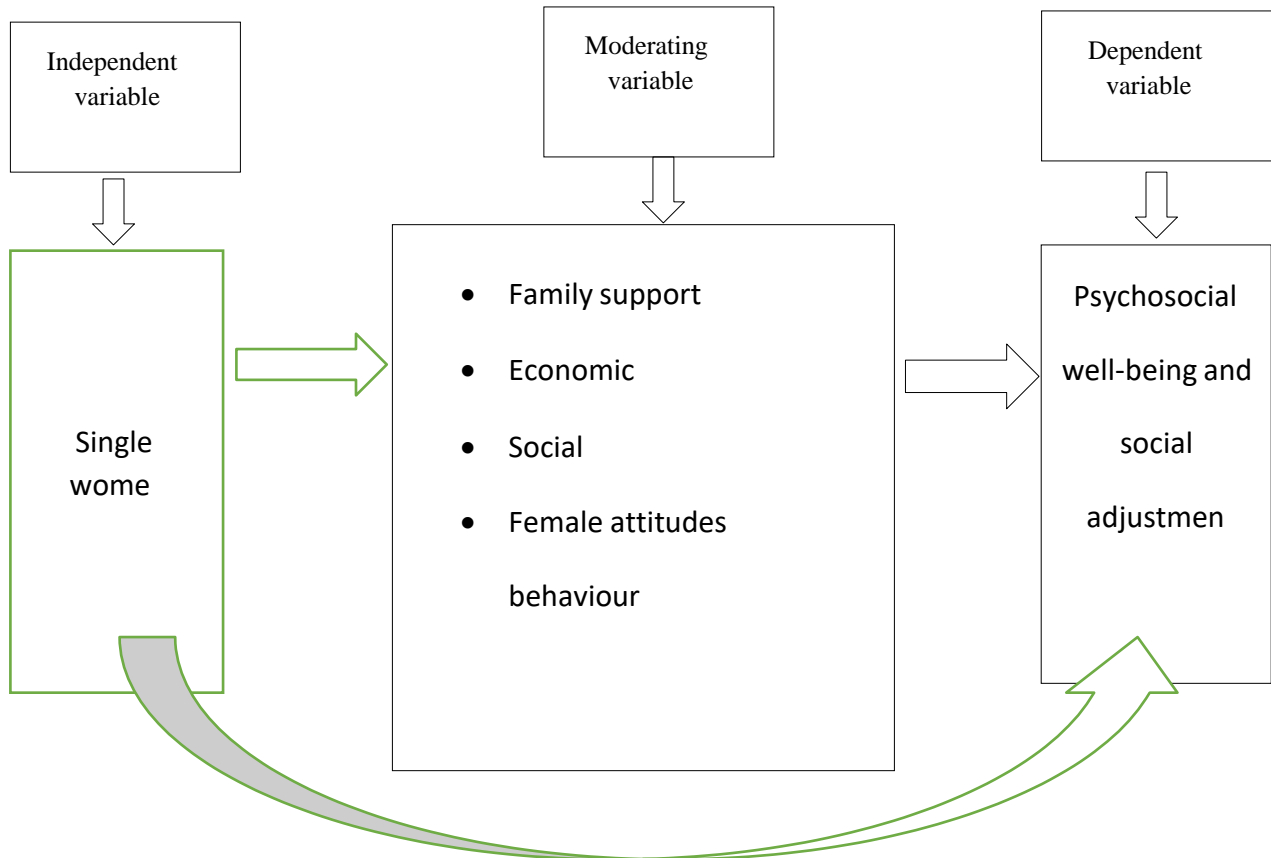 Independent
variable
Moderating
variable
Dependent
variable
Single
wome
• Family support
• Economic
• Social
• Female attitudes
behaviour
Psychosocial
well-being and
social
adjustmen